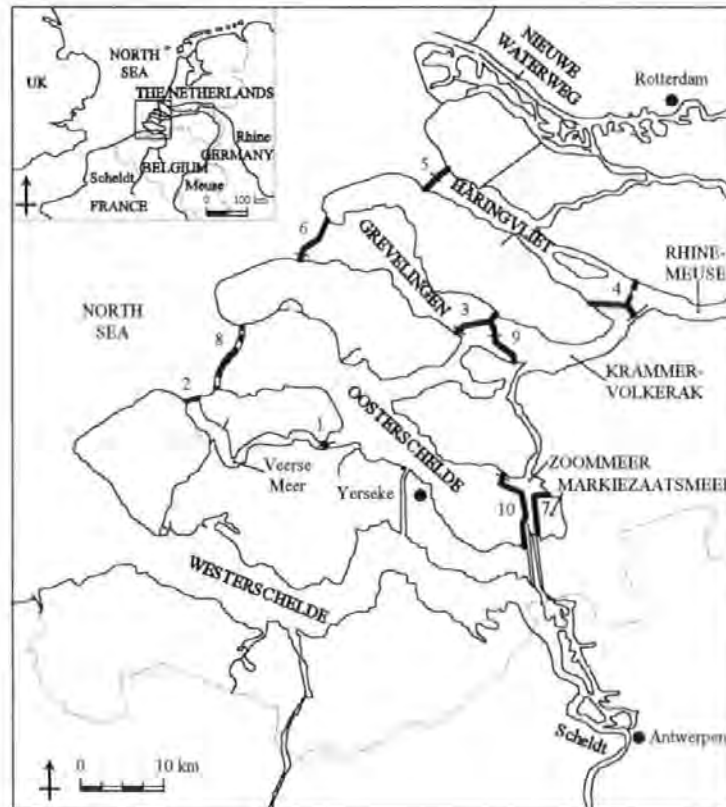 NORTH
SEA
UK
THE NETHERLANDS
Rhine
GERMANY
BELGIUM
Scheldt
Meuse
FRANCE
0 100 km
NIEUWE
WATERWEG
Rotterdam
5
HARINGVLIET
6
GREVELINGEN
RHINE-
MEUSE
4
3
9
NORTH
SEA
8
KRAMMER-
VOLKERAK
2
OOSTERSCHELDE
1
Veerse
Meer
Yerseke
ZOOMMEER
MARKIEZAATSMEER
10
7
WESTERSCHELDE
Scheldt
Antwerpen
0 10 km